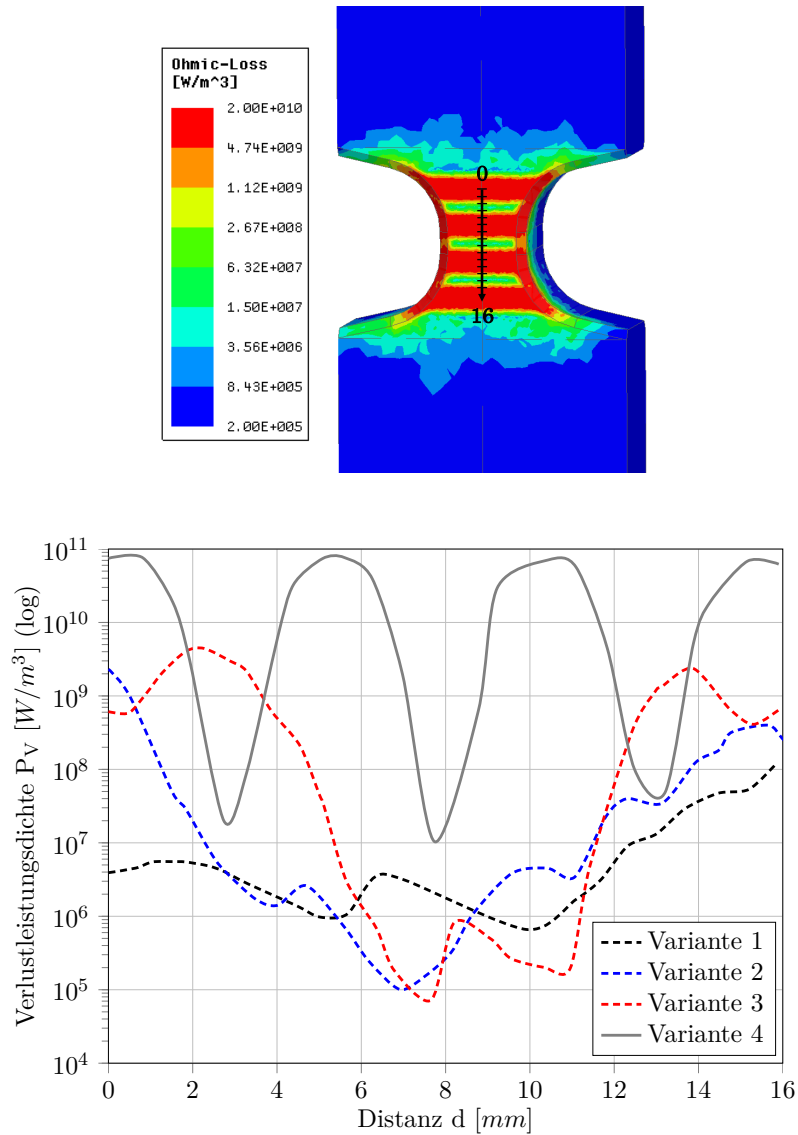 Ohmic-Loss
[W/m^3]
2.00E+010
4.74E+009
1.12E+009
2.67E+008
6.32E+007
1.50E+007
3.56E+006
8.43E+005
2.00E+005
0
16
Verlustleistungsdichte P_V [W/m^3] (log)
10^11
10^10
10^9
10^8
10^7
10^6
10^5
10^4
Variante 1
Variante 2
Variante 3
Variante 4
0 2 4 6 8 10 12 14 16
Distanz d [mm]